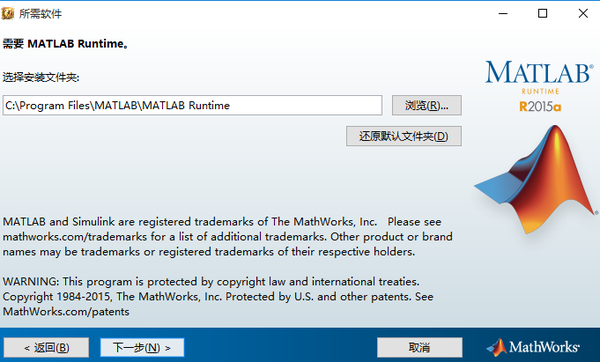 所需软件
需要 MATLAB Runtime。
选择安装文件夹:
C:\Program Files\MATLAB\MATLAB Runtime
浏览(R)...
还原默认文件夹(D)
MATLAB®
RUNTIME
R2015a
MATLAB and Simulink are registered trademarks of The MathWorks, Inc. Please see
mathworks.com/trademarks for a list of additional trademarks. Other product or brand
names may be trademarks or registered trademarks of their respective holders.
WARNING: This program is protected by copyright law and international treaties.
Copyright 1984-2015, The MathWorks, Inc. Protected by U.S. and other patents. See
MathWorks.com/patents
< 返回(B)
下一步(N) >
取消
MathWorks®